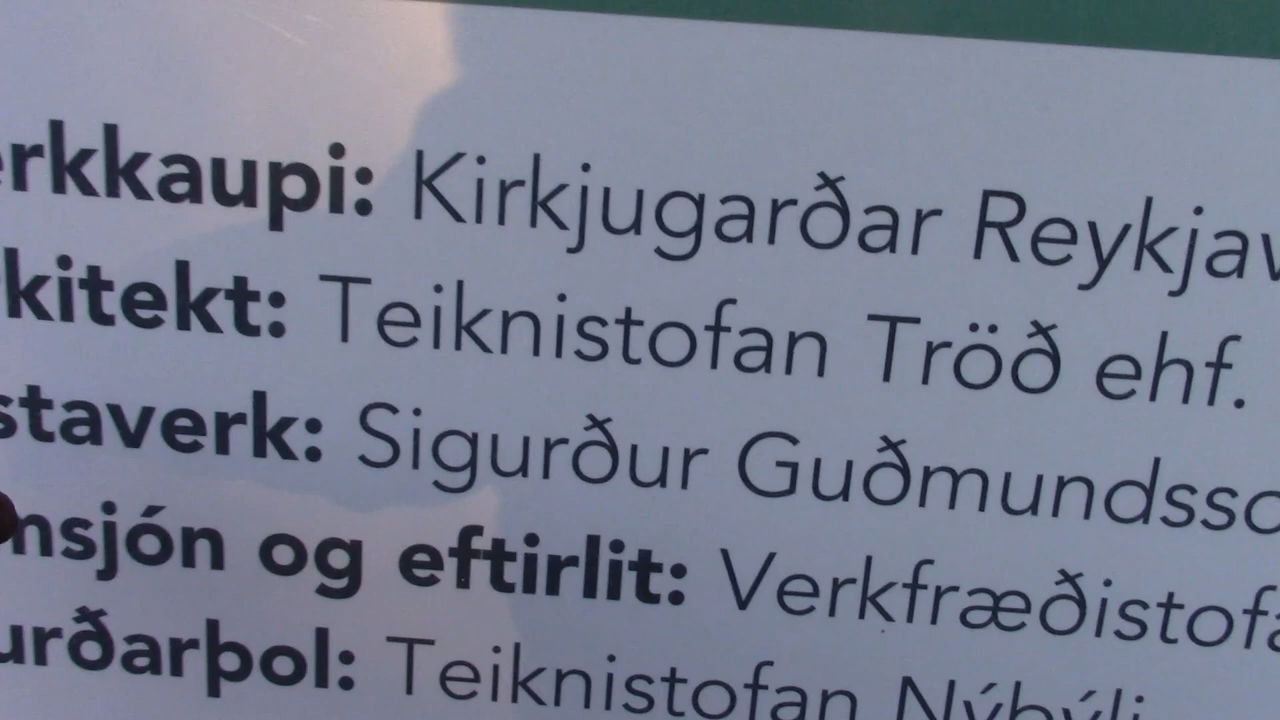 erkkaupi: Kirkjugarðar Reykjav
kitekt: Teiknistofan Tröð ehf.
staverk: Sigurður Guðmundsso
nsjón og eftirlit: Verkfræðistofa
urðarþol: Teiknistofan Nýbýli